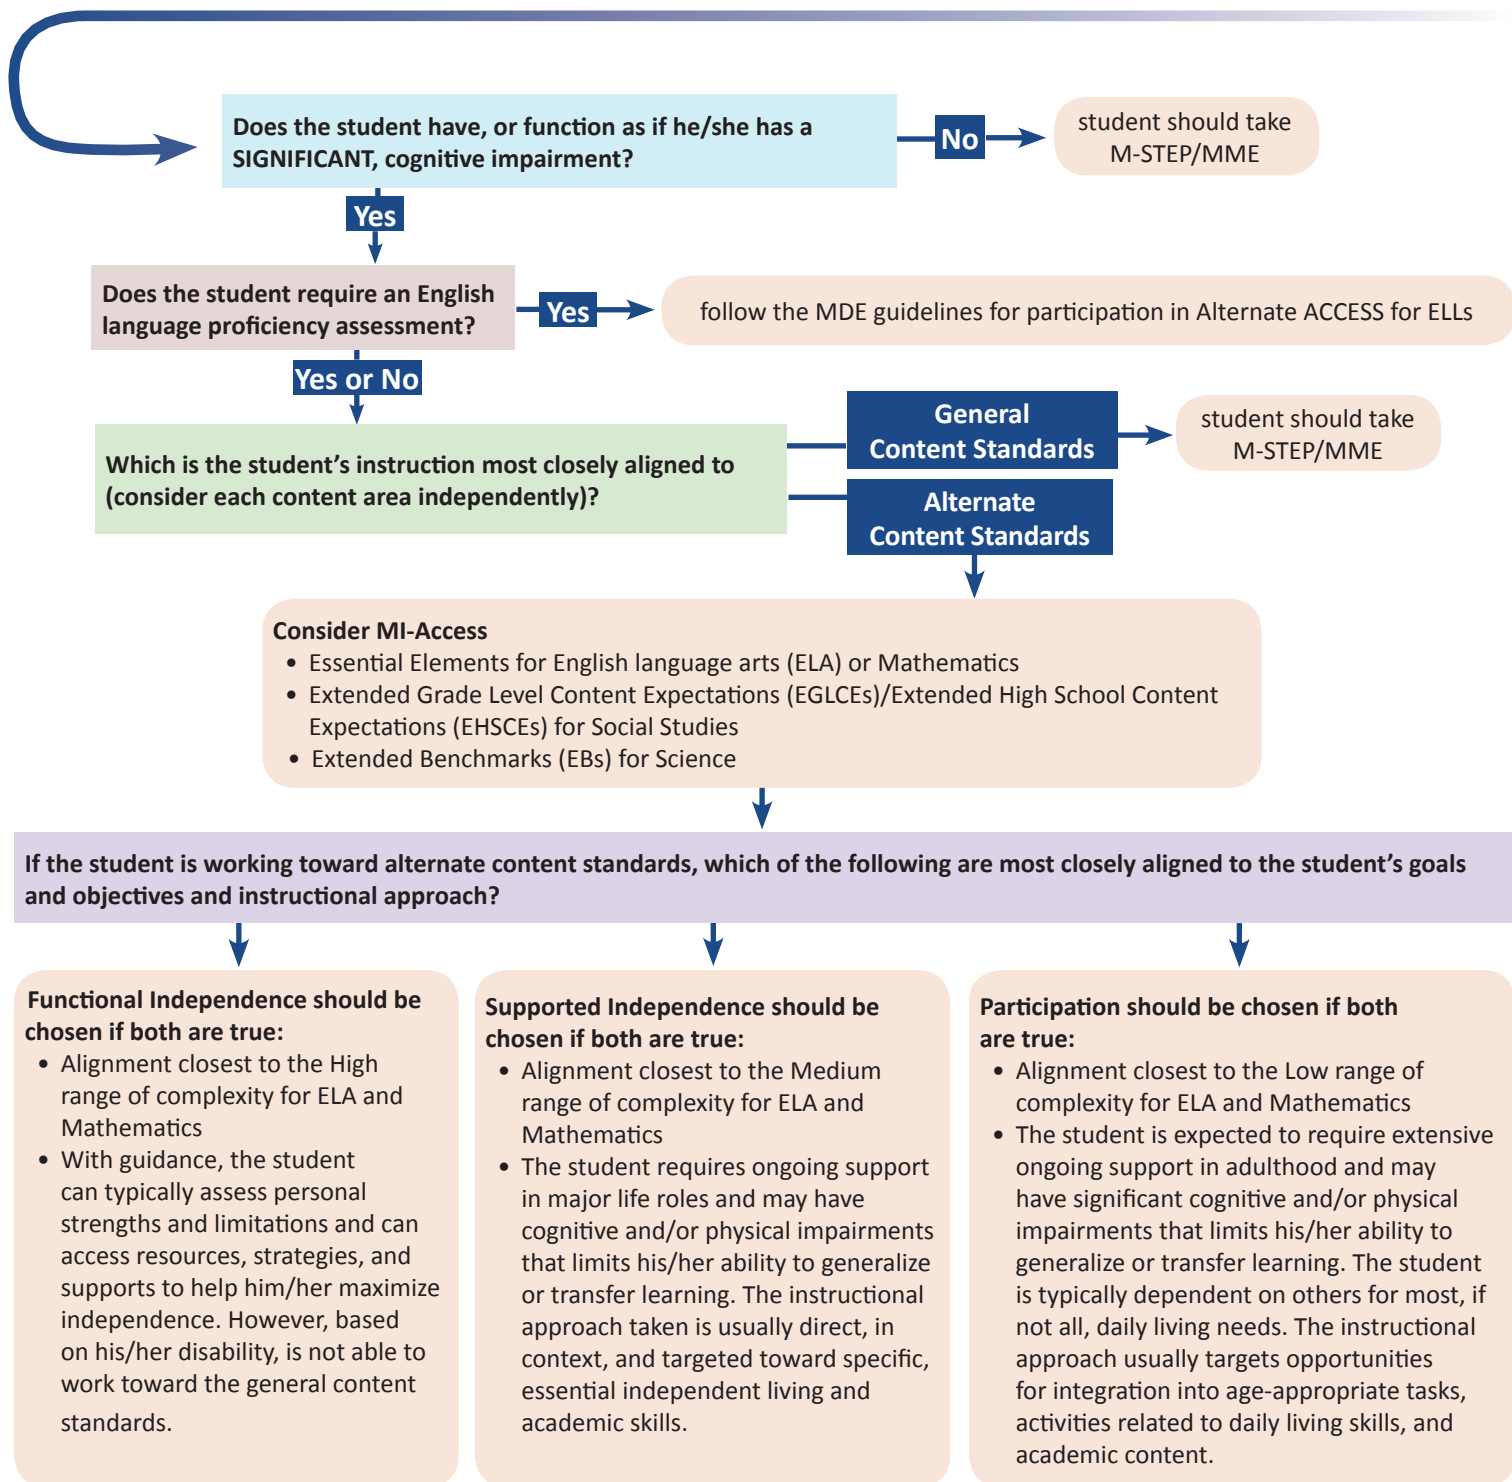 Does the student have, or function as if he/she has a
SIGNIFICANT, cognitive impairment?
No
student should take
M-STEP/MME
Yes
Does the student require an English
language proficiency assessment?
Yes
follow the MDE guidelines for participation in Alternate ACCESS for ELLs
Yes or No
Which is the student’s instruction most closely aligned to
(consider each content area independently)?
General
Content Standards
student should take
M-STEP/MME
Alternate
Content Standards
Consider MI-Access
• Essential Elements for English language arts (ELA) or Mathematics
• Extended Grade Level Content Expectations (EGLCEs)/Extended High School Content
Expectations (EHSCEs) for Social Studies
• Extended Benchmarks (EBs) for Science
If the student is working toward alternate content standards, which of the following are most closely aligned to the student’s goals
and objectives and instructional approach?
Functional Independence should be
chosen if both are true:
• Alignment closest to the High
range of complexity for ELA and
Mathematics
• With guidance, the student
can typically assess personal
strengths and limitations and can
access resources, strategies, and
supports to help him/her maximize
independence. However, based
on his/her disability, is not able to
work toward the general content
standards.
Supported Independence should be
chosen if both are true:
• Alignment closest to the Medium
range of complexity for ELA and
Mathematics
• The student requires ongoing support
in major life roles and may have
cognitive and/or physical impairments
that limits his/her ability to generalize
or transfer learning. The instructional
approach taken is usually direct, in
context, and targeted toward specific,
essential independent living and
academic skills.
Participation should be chosen if both
are true:
• Alignment closest to the Low range of
complexity for ELA and Mathematics
• The student is expected to require extensive
ongoing support in adulthood and may
have significant cognitive and/or physical
impairments that limits his/her ability to
generalize or transfer learning. The student
is typically dependent on others for most, if
not all, daily living needs. The instructional
approach usually targets opportunities
for integration into age-appropriate tasks,
activities related to daily living skills, and
academic content.